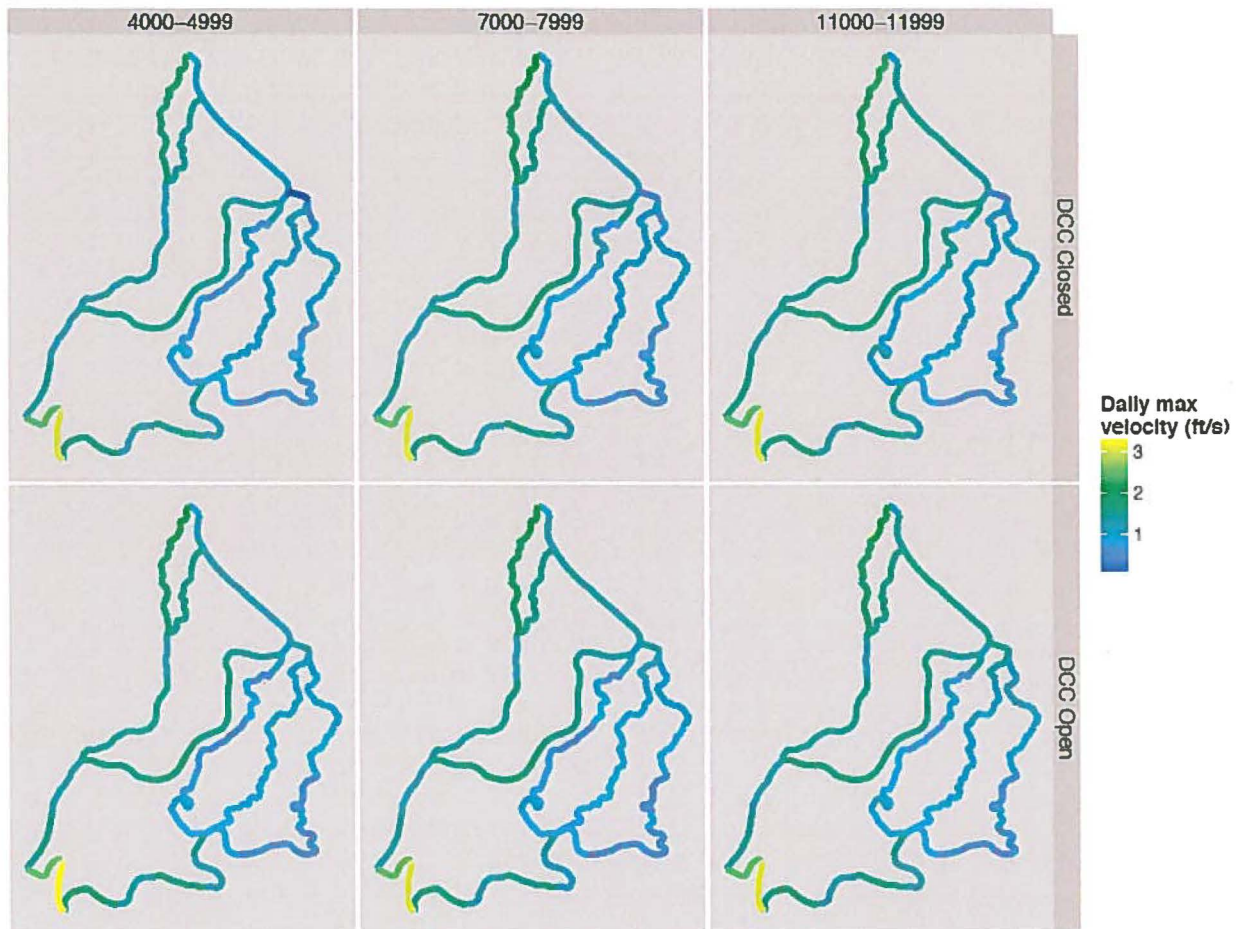 4000–4999
7000–7999
11000–11999
DCC Closed
DCC Open
Daily max
velocity (ft/s)
3
2
1